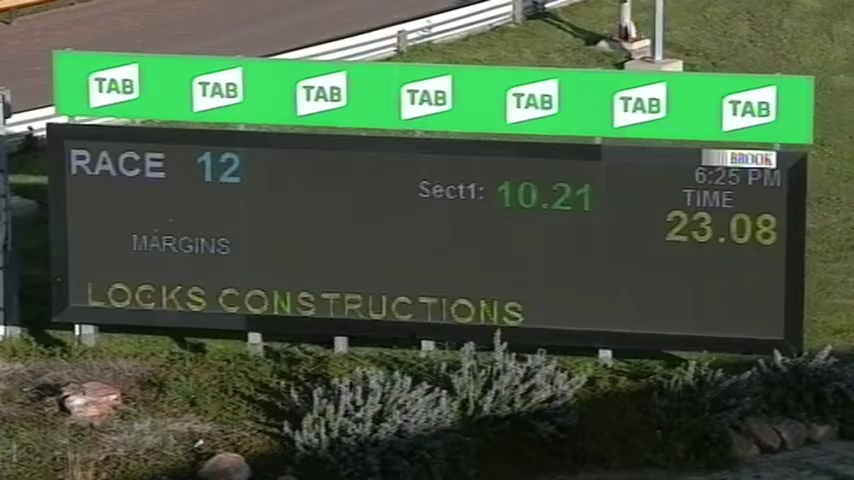 TAB TAB TAB TAB TAB TAB TAB
BROOK
RACE 12
6:25 PM
Sect1: 10.21
TIME
23.08
MARGINS
LOCKS CONSTRUCTIONS